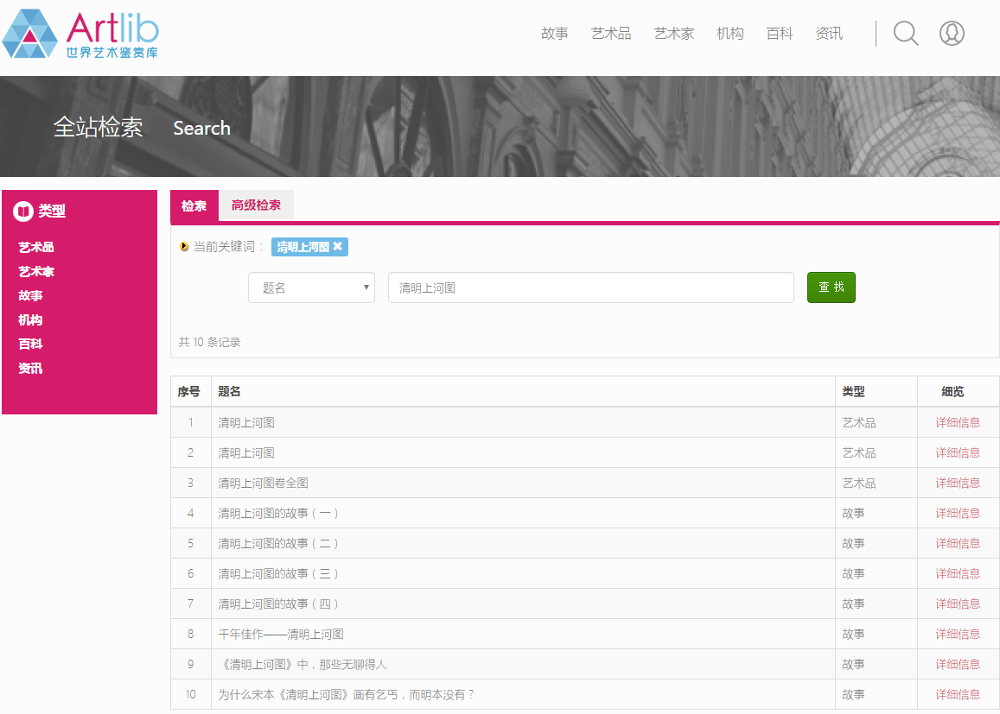 Artlib
世界艺术鉴赏库
故事 艺术品 艺术家 机构 百科 资讯
全站检索 Search
类型
艺术品
艺术家
故事
机构
百科
资讯
检索 高级检索
当前关键词： 清明上河图 ✖
题名 清明上河图 查 找
共 10 条记录
序号 题名 类型 细览
1 清明上河图 艺术品 详细信息
2 清明上河图 艺术品 详细信息
3 清明上河图卷全图 艺术品 详细信息
4 清明上河图的故事（一） 故事 详细信息
5 清明上河图的故事（二） 故事 详细信息
6 清明上河图的故事（三） 故事 详细信息
7 清明上河图的故事（四） 故事 详细信息
8 千年佳作——清明上河图 故事 详细信息
9 《清明上河图》中，那些无聊得人 故事 详细信息
10 为什么宋本《清明上河图》画有乞丐，而明本没有？ 故事 详细信息